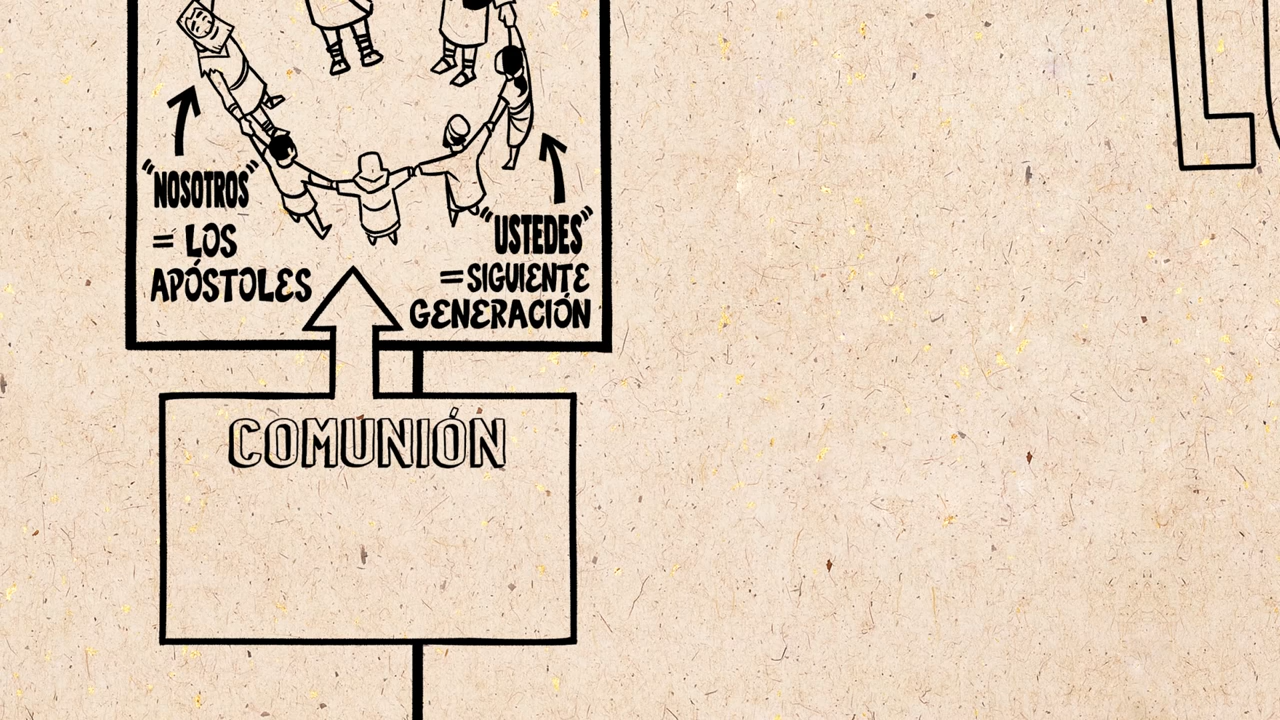 "NOSOTROS"
= LOS
APÓSTOLES
"USTEDES"
= SIGUIENTE
GENERACIÓN
COMUNIÓN